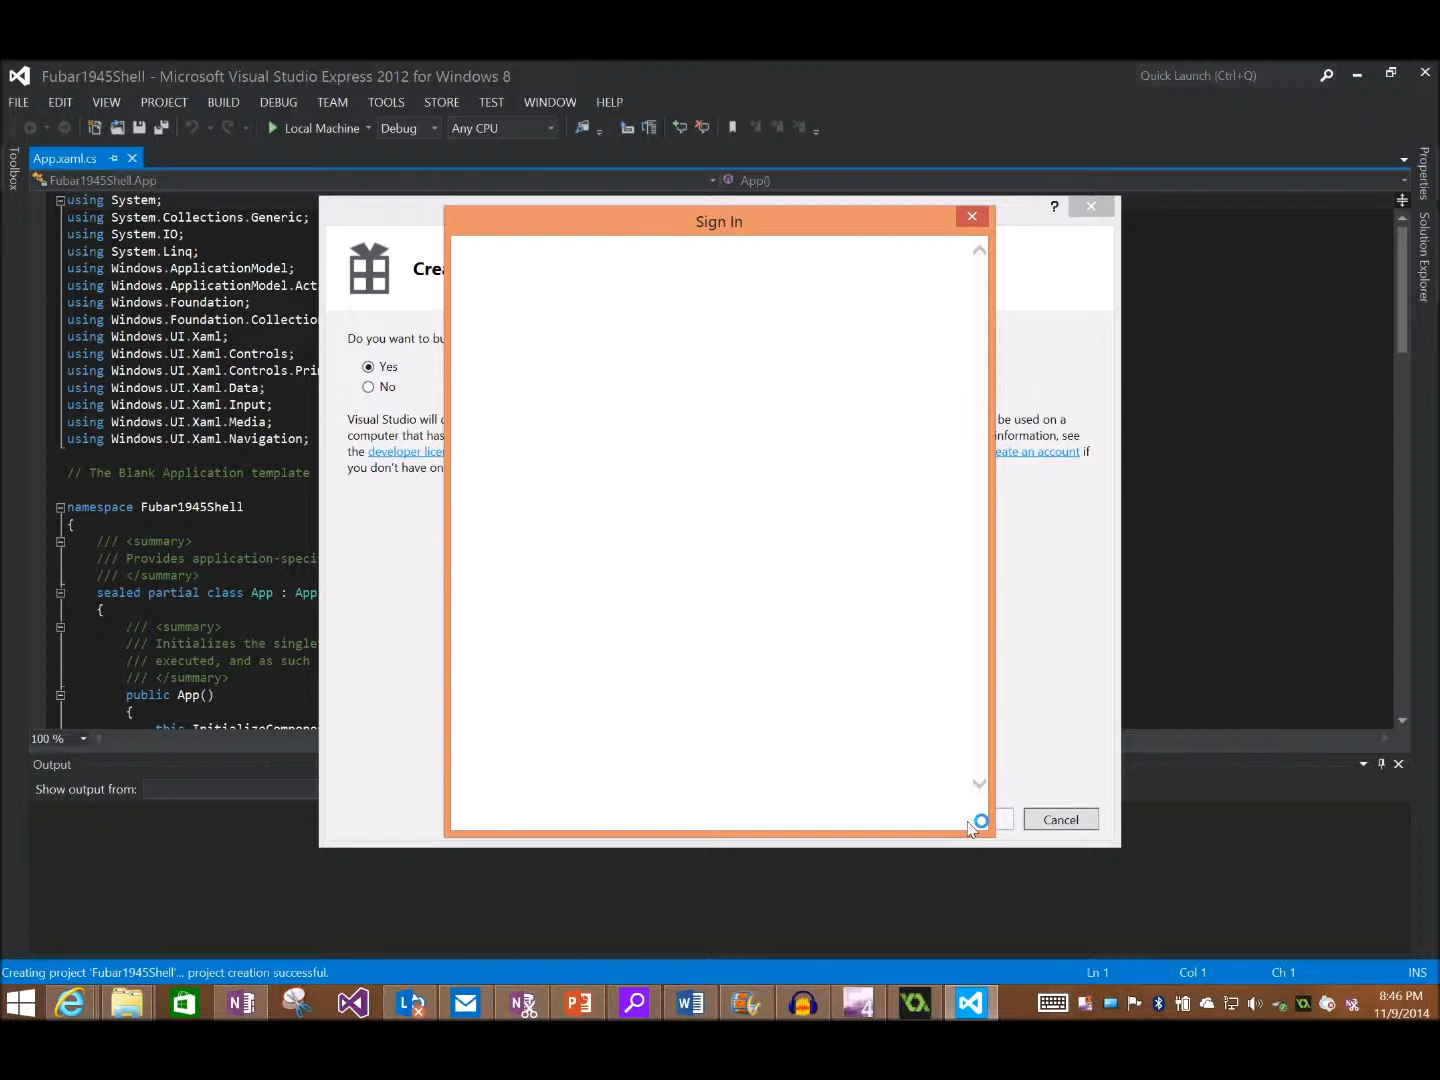 Fubar1945Shell - Microsoft Visual Studio Express 2012 for Windows 8
Quick Launch (Ctrl+Q)
FILE EDIT VIEW PROJECT BUILD DEBUG TEAM TOOLS STORE TEST WINDOW HELP
Local Machine Debug Any CPU
Toolbox
App.xaml.cs
Fubar1945Shell.App
App()
Properties
Solution Explorer
using System;
using System.Collections.Generic;
using System.IO;
using System.Linq;
using Windows.ApplicationModel;
using Windows.ApplicationModel.Act
using Windows.Foundation;
using Windows.Foundation.Collection
using Windows.UI.Xaml;
using Windows.UI.Xaml.Controls;
using Windows.UI.Xaml.Controls.Pri
using Windows.UI.Xaml.Data;
using Windows.UI.Xaml.Input;
using Windows.UI.Xaml.Media;
using Windows.UI.Xaml.Navigation;
// The Blank Application template
namespace Fubar1945Shell
{
/// <summary>
/// Provides application-speci
/// </summary>
sealed partial class App : App
{
/// <summary>
/// Initializes the single
/// executed, and as such
/// </summary>
public App()
{
this.InitializeCompone
100 %
Output
Show output from:
?
Crea
Do you want to bu
Yes
No
Visual Studio will be used on a
computer that has information, see
the developer licen eate an account if
you don't have on
Cancel
Sign In
Creating project 'Fubar1945Shell'... project creation successful.
Ln 1 Col 1 Ch 1 INS
8:46 PM
11/9/2014